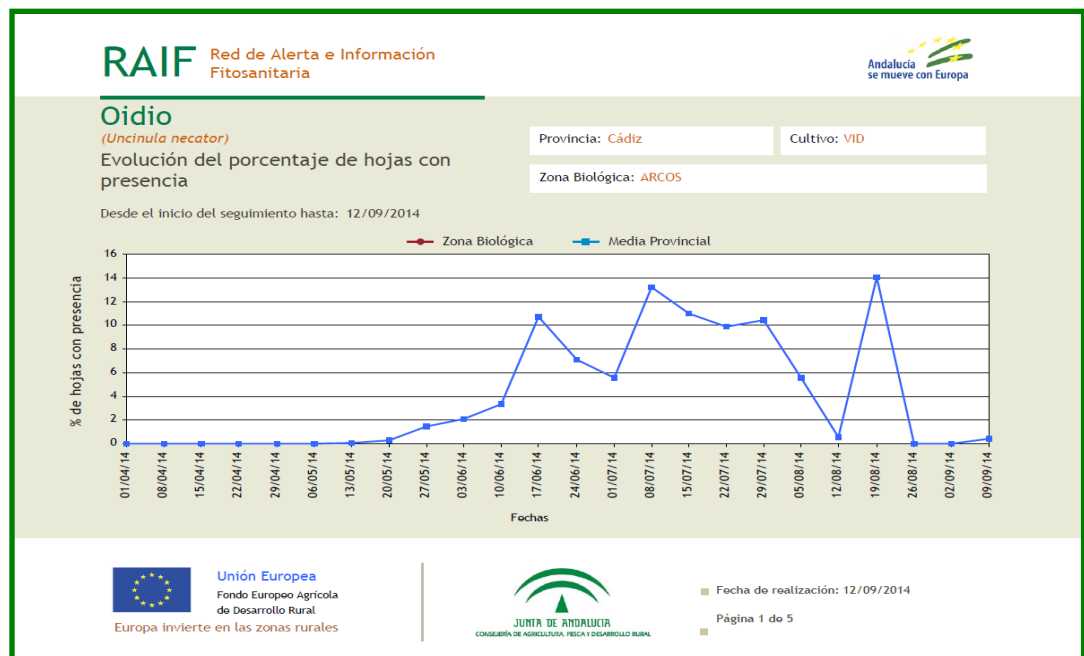 RAIF
Red de Alerta e Información
Fitosanitaria
Andalucía
se mueve con Europa
Oidio
(Uncinula necator)
Evolución del porcentaje de hojas con
presencia
Provincia: Cádiz
Cultivo: VID
Zona Biológica: ARCOS
Desde el inicio del seguimiento hasta: 12/09/2014
Zona Biológica
Media Provincial
% de hojas con presencia
16
14
12
10
8
6
4
2
0
01/04/14
08/04/14
15/04/14
22/04/14
29/04/14
06/05/14
13/05/14
20/05/14
27/05/14
03/06/14
10/06/14
17/06/14
24/06/14
01/07/14
08/07/14
15/07/14
22/07/14
29/07/14
05/08/14
12/08/14
19/08/14
26/08/14
02/09/14
09/09/14
Fechas
Unión Europea
Fondo Europeo Agrícola
de Desarrollo Rural
Europa invierte en las zonas rurales
JUNTA DE ANDALUCIA
CONSEJERÍA DE AGRICULTURA, PESCA Y DESARROLLO RURAL
Fecha de realización: 12/09/2014
Página 1 de 5